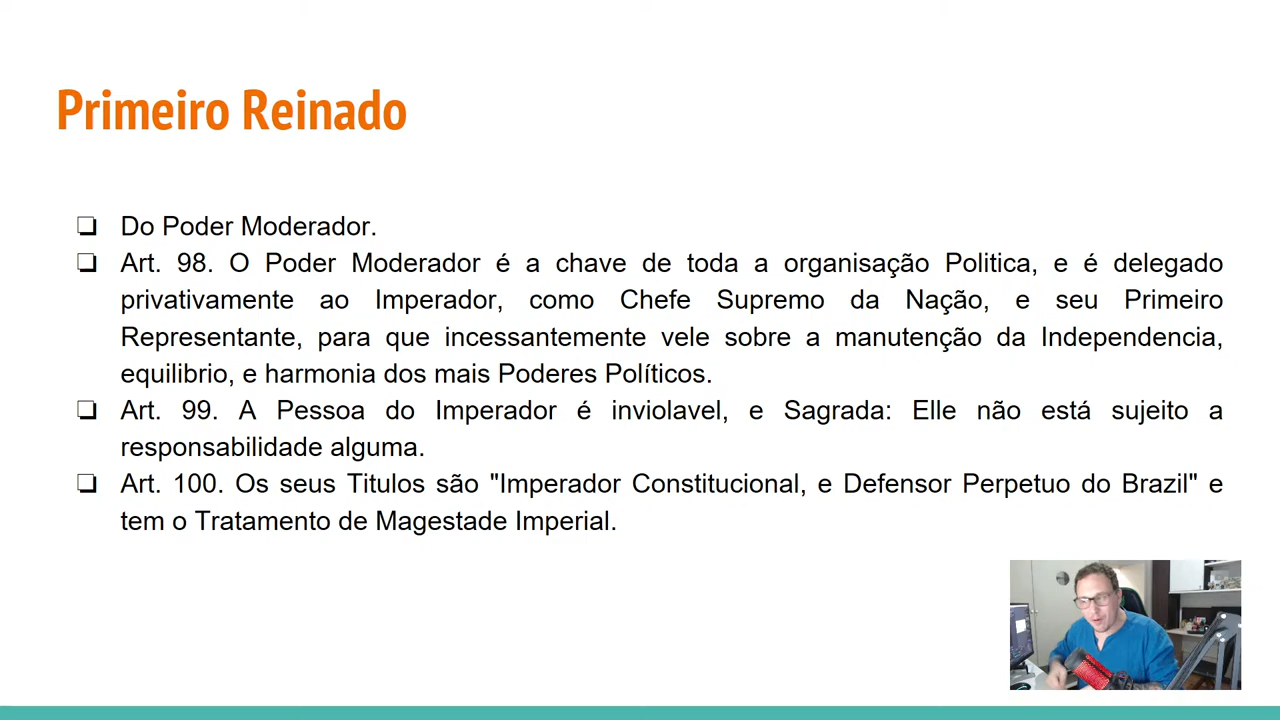 Primeiro Reinado
Do Poder Moderador.
Art. 98. O Poder Moderador é a chave de toda a organisação Politica, e é delegado
privativamente ao Imperador, como Chefe Supremo da Nação, e seu Primeiro
Representante, para que incessantemente vele sobre a manutenção da Independencia,
equilibrio, e harmonia dos mais Poderes Políticos.
Art. 99. A Pessoa do Imperador é inviolavel, e Sagrada: Elle não está sujeito a
responsabilidade alguma.
Art. 100. Os seus Titulos são "Imperador Constitucional, e Defensor Perpetuo do Brazil" e
tem o Tratamento de Magestade Imperial.